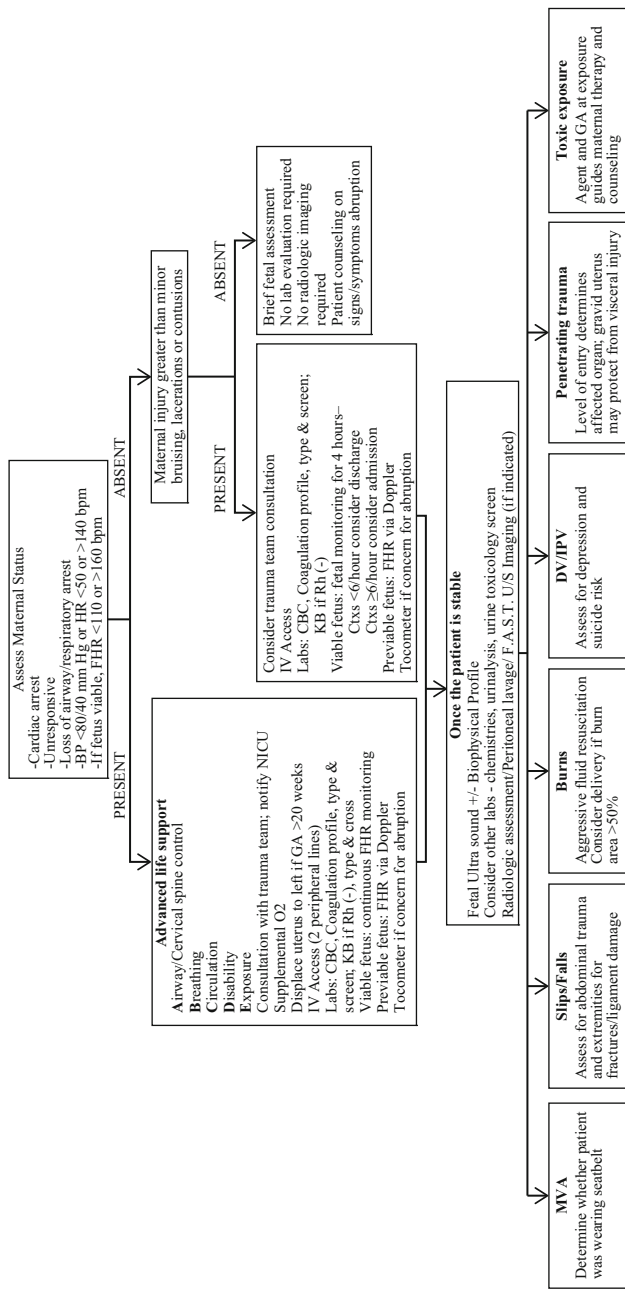 Assess Maternal Status
-Cardiac arrest
-Unresponsive
-Loss of airway/respiratory arrest
-BP <80/40 mm Hg or HR <50 or >140 bpm
-If fetus viable, FHR <110 or >160 bpm
PRESENT
ABSENT
Advanced life support
Airway/Cervical spine control
Breathing
Circulation
Disability
Exposure
Consultation with trauma team; notify NICU
Supplemental O2
Displace uterus to left if GA >20 weeks
IV Access (2 peripheral lines)
Labs: CBC, Coagulation profile, type &
screen; KB if Rh (-), type & cross
Viable fetus: continuous FHR monitoring
Previable fetus: FHR via Doppler
Tocometer if concern for abruption
Maternal injury greater than minor
bruising, lacerations or contusions
PRESENT
ABSENT
Consider trauma team consultation
IV Access
Labs: CBC, Coagulation profile, type & screen;
KB if Rh (-)
Viable fetus: fetal monitoring for 4 hours–
Ctxs <6/hour consider discharge
Ctxs ≥6/hour consider admission
Previable fetus: FHR via Doppler
Tocometer if concern for abruption
Brief fetal assessment
No lab evaluation required
No radiologic imaging
required
Patient counseling on
signs/symptoms abruption
Once the patient is stable
Fetal Ultra sound +/- Biophysical Profile
Consider other labs - chemistries, urinalysis, urine toxicology screen
Radiologic assessment/Peritoneal lavage/ F.A.S.T. U/S Imaging (if indicated)
MVA
Determine whether patient
was wearing seatbelt
Slips/Falls
Assess for abdominal trauma
and extremities for
fractures/ligament damage
Burns
Aggressive fluid resuscitation
Consider delivery if burn
area >50%
DV/IPV
Assess for depression and
suicide risk
Penetrating trauma
Level of entry determines
affected organ; gravid uterus
may protect from visceral injury
Toxic exposure
Agent and GA at exposure
guides maternal therapy and
counseling